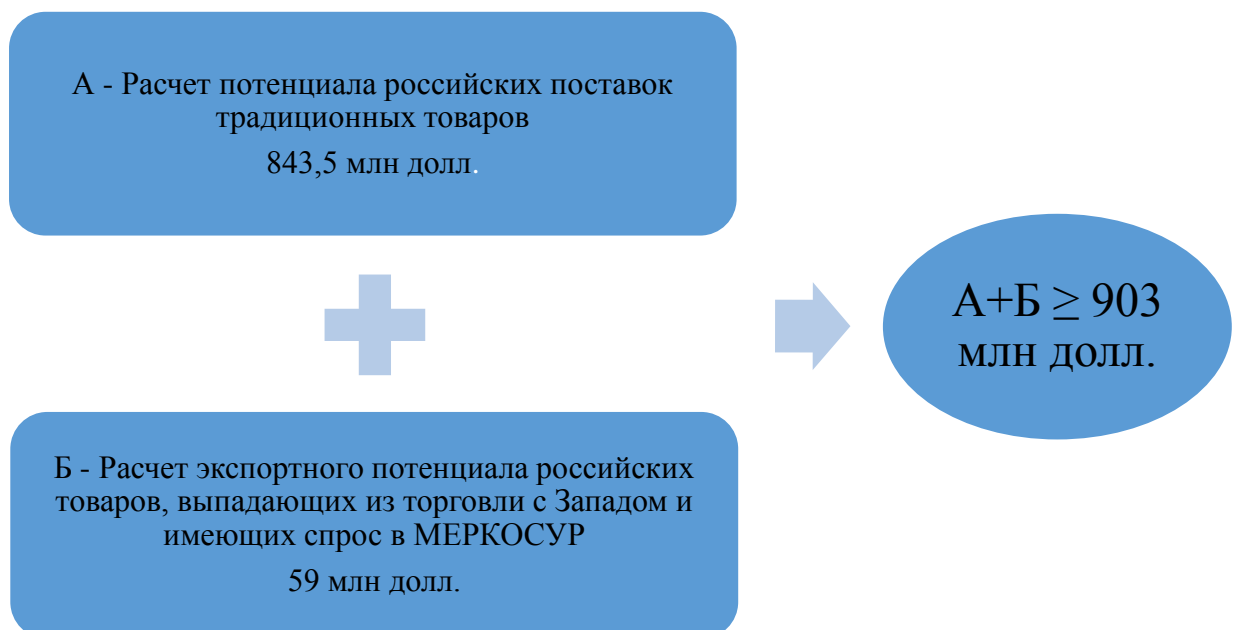 А - Расчет потенциала российских поставок
традиционных товаров
843,5 млн долл.
Б - Расчет экспортного потенциала российских
товаров, выпадающих из торговли с Западом и
имеющих спрос в МЕРКОСУР
59 млн долл.
А+Б ≥ 903
млн долл.